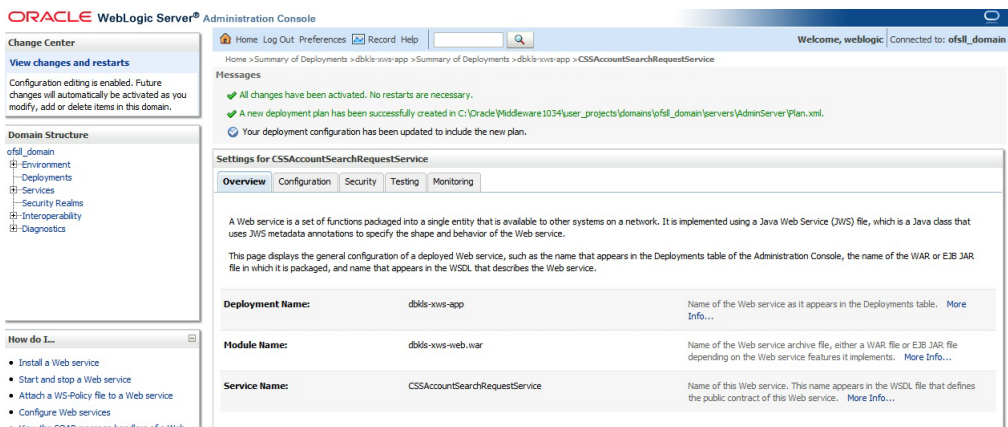 ORACLE WebLogic Server® Administration Console
Change Center
View changes and restarts
Configuration editing is enabled. Future
changes will automatically be activated as you
modify, add or delete items in this domain.
Domain Structure
ofsll_domain
Environment
Deployments
Services
Security Realms
Interoperability
Diagnostics
How do I...
Install a Web service
Start and stop a Web service
Attach a WS-Policy file to a Web service
Configure Web services
View the SOAP message handlers of a Web
Home Log Out Preferences Record Help
Welcome, weblogic Connected to: ofsll_domain
Home >Summary of Deployments >dbkls-xws-app >Summary of Deployments >dbkls-xws-app >CSSAccountSearchRequestService
Messages
All changes have been activated. No restarts are necessary.
A new deployment plan has been successfully created in C:\Oracle\Middleware1034\user_projects\domains\ofsll_domain\servers\AdminServer\Plan.xml.
Your deployment configuration has been updated to include the new plan.
Settings for CSSAccountSearchRequestService
Overview Configuration Security Testing Monitoring
A Web service is a set of functions packaged into a single entity that is available to other systems on a network. It is implemented using a Java Web Service (JWS) file, which is a Java class that
uses JWS metadata annotations to specify the shape and behavior of the Web service.
This page displays the general configuration of a deployed Web service, such as the name that appears in the Deployments table of the Administration Console, the name of the WAR or EJB JAR
file in which it is packaged, and name that appears in the WSDL that describes the Web service.
Deployment Name: dbkls-xws-app Name of the Web service as it appears in the Deployments table. More
Info...
Module Name: dbkls-xws-web.war Name of the Web service archive file, either a WAR file or EJB JAR file
depending on the Web service features it implements. More Info...
Service Name: CSSAccountSearchRequestService Name of this Web service. This name appears in the WSDL file that defines
the public contract of this Web service. More Info...